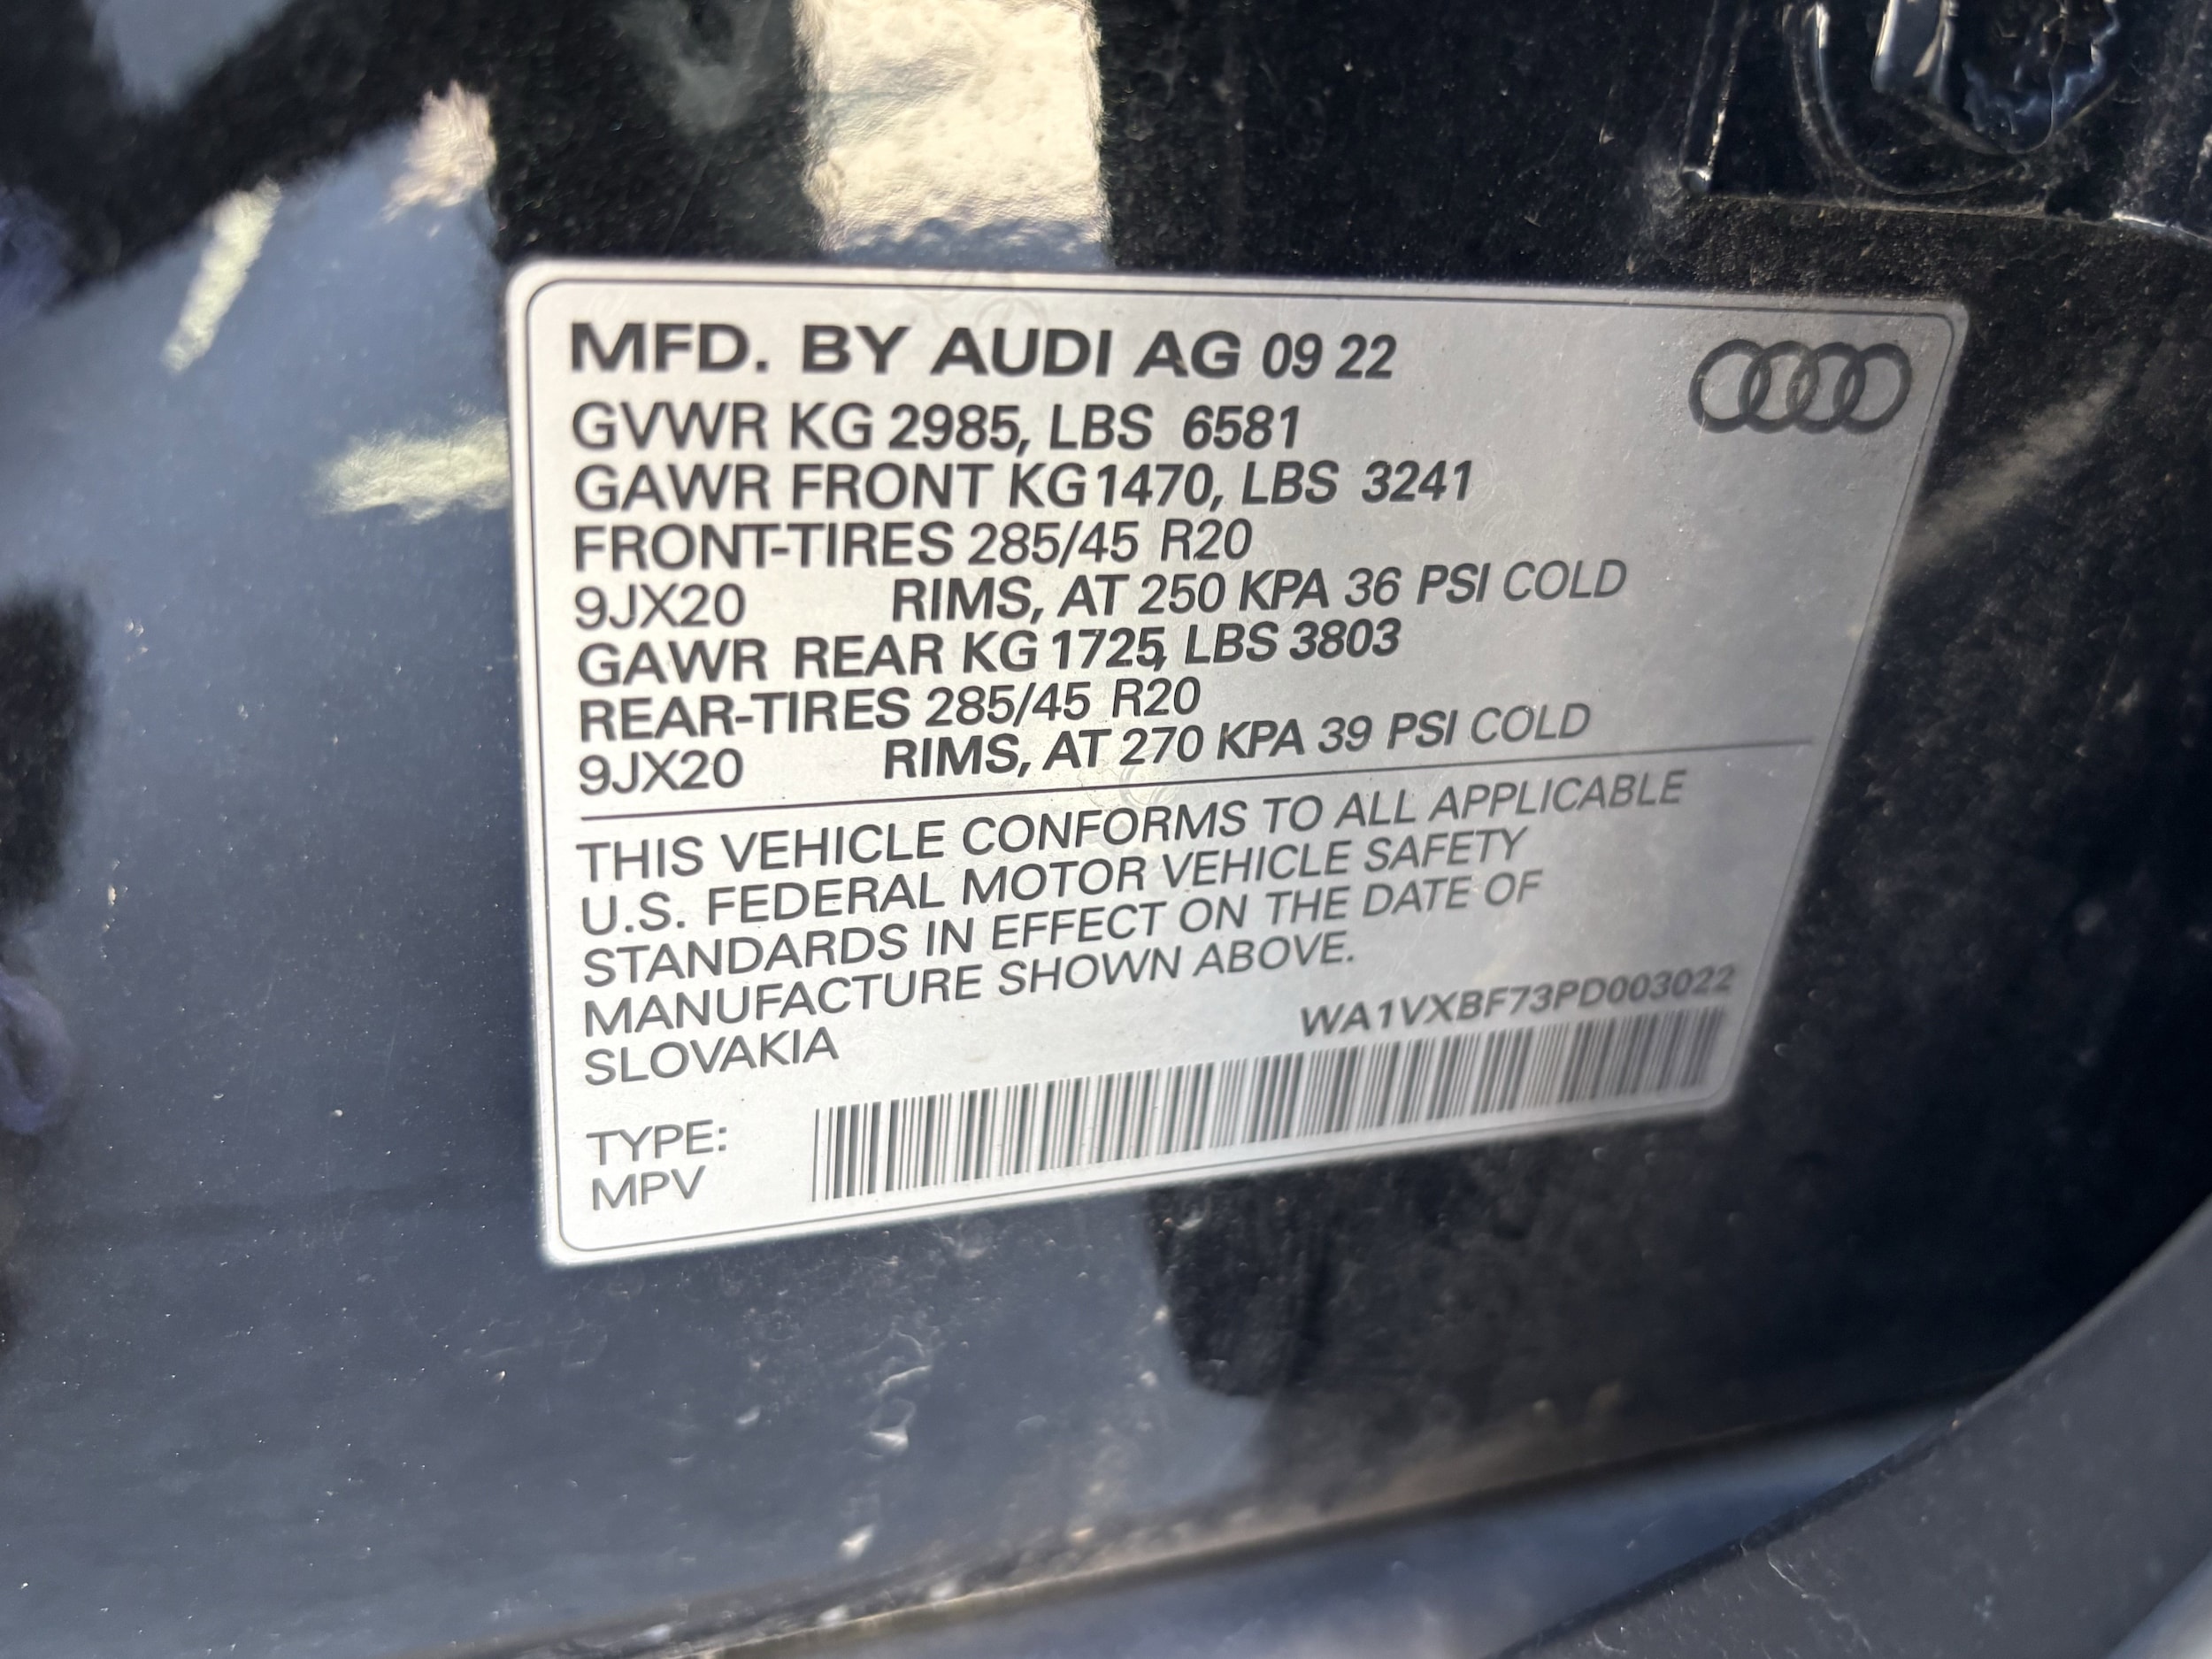 MFD. BY AUDI AG 09 22
GVWR KG 2985, LBS 6581
GAWR FRONT KG 1470, LBS 3241
FRONT-TIRES 285/45 R20
9JX20 RIMS, AT 250 KPA 36 PSI COLD
GAWR REAR KG 1725, LBS 3803
REAR-TIRES 285/45 R20
9JX20 RIMS, AT 270 KPA 39 PSI COLD
THIS VEHICLE CONFORMS TO ALL APPLICABLE
U.S. FEDERAL MOTOR VEHICLE SAFETY
STANDARDS IN EFFECT ON THE DATE OF
MANUFACTURE SHOWN ABOVE.
SLOVAKIA
WA1VXBF73PD003022
TYPE:
MPV